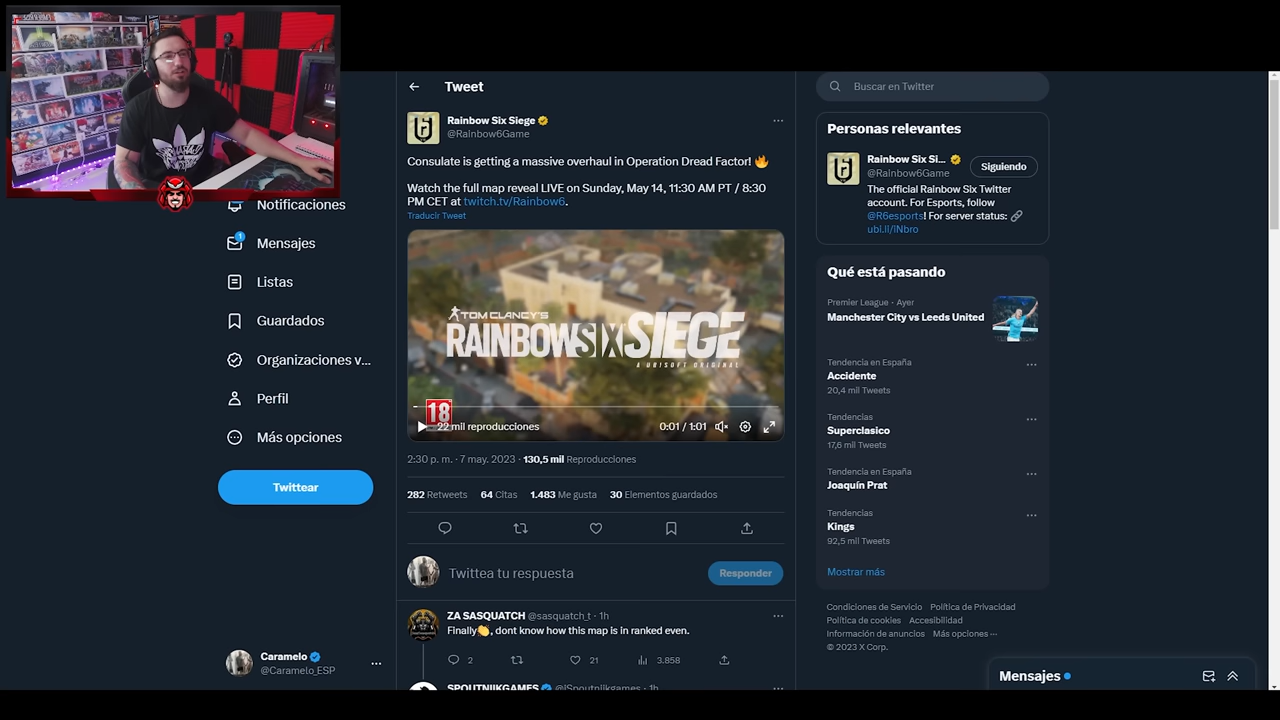 Tweet
Rainbow Six Siege
@Rainbow6Game
Consulate is getting a massive overhaul in Operation Dread Factor! 🔥
Watch the full map reveal LIVE on Sunday, May 14, 11:30 AM PT / 8:30
PM CET at twitch.tv/Rainbow6.
Traducir Tweet
TOM CLANCY'S
RAINBOWSIX SIEGE
A UBISOFT ORIGINAL
18
22 mil reproducciones
0:01 / 1:01
2:30 p. m. · 7 may. 2023 · 130,5 mil Reproducciones
282 Retweets 64 Citas 1.483 Me gusta 30 Elementos guardados
Twittea tu respuesta
Responder
ZA SASQUATCH @sasquatch_t · 1h
Finally👏, dont know how this map is in ranked even.
2
21
3.858
SPOUTNIIKGAMES @iSpoutniikgames · 1h
Notificaciones
1
Mensajes
Listas
Guardados
Organizaciones v...
Perfil
Más opciones
Twittear
Caramelo
@Caramelo_ESP
Buscar en Twitter
Personas relevantes
Rainbow Six Si...
@Rainbow6Game
Siguiendo
The official Rainbow Six Twitter
account. For Esports, follow
@R6esports! For server status: 🔗
ubi.li/lNbro
Qué está pasando
Premier League · Ayer
Manchester City vs Leeds United
Tendencia en España
Accidente
20,4 mil Tweets
Tendencias
Superclasico
17,6 mil Tweets
Tendencia en España
Joaquín Prat
Tendencias
Kings
92,5 mil Tweets
Mostrar más
Condiciones de Servicio Política de Privacidad
Política de cookies Accesibilidad
Información de anuncios Más opciones ···
© 2023 X Corp.
Mensajes